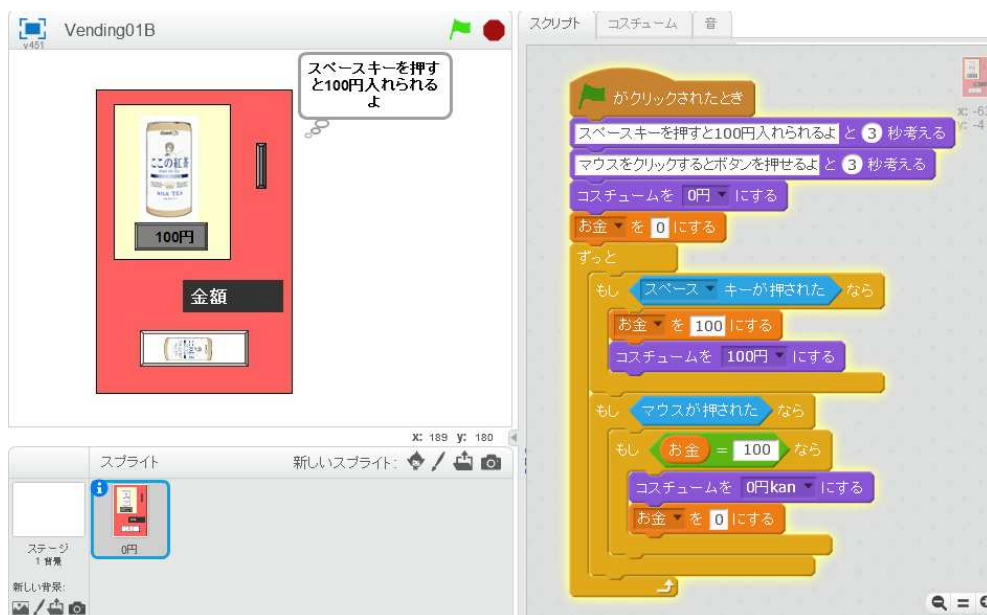 Vending01B
v451
スペースキーを押す
と100円入れられる
よ
ここの紅茶
MILK TEA
100円
金額
X: 189 y: 180
スプライト
新しいスプライト:
ステージ
1 背景
新しい背景:
0円
スクリプト
コスチューム
音
がクリックされたとき
スペースキーを押すと100円入れられるよ と 3 秒考える
マウスをクリックするとボタンを押せるよ と 3 秒考える
コスチュームを 0円 にする
お金 を 0 にする
ずっと
もし スペース キーが押された なら
お金 を 100 にする
コスチュームを 100円 にする
もし マウスが押された なら
もし お金 = 100 なら
コスチュームを 0円kan にする
お金 を 0 にする